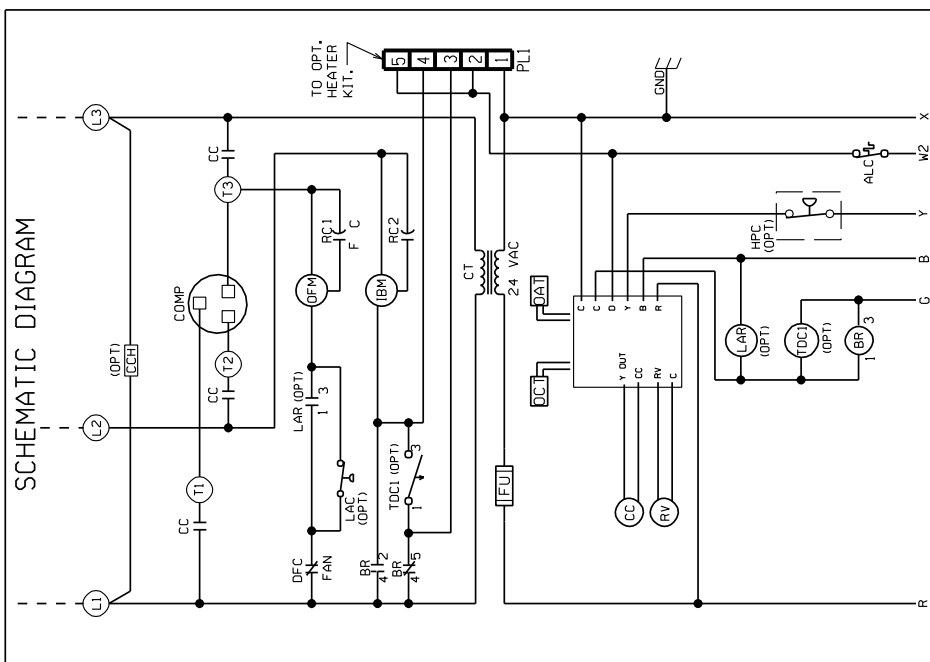 SCHEMATIC DIAGRAM
L1
L2
L3
(OPT)
CCH
COMP
CC
T1
CC
T2
T3
CC
DFC
FAN
LAR (OPT)
1 3
LAC
(OPT)
OFM
RC1
F C
BR
4 2
BR
4 5
TDC1 (OPT)
1 3
IBM
RC2
TO OPT.
HEATER
KIT.
5 4 3 2 1
PL1
CT
24 VAC
FU
OCT
OAT
GND
Y OUT
CC
RV
C
C
C
D
Y
B
R
CC
RV
LAR
(OPT)
TDC1
(OPT)
BR
1 3
HPC
(OPT)
ALC
R
G
B
Y
W2
X